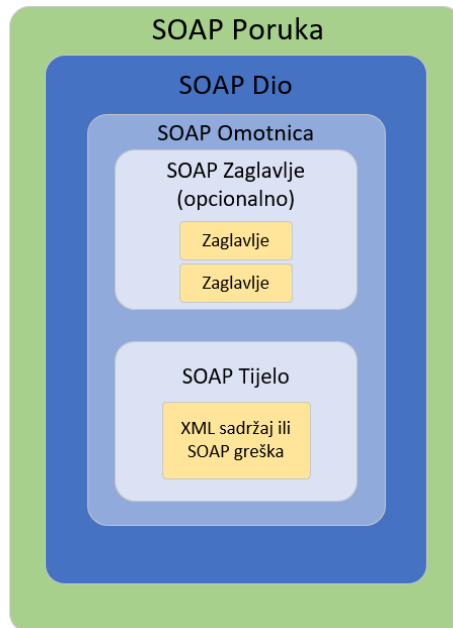 SOAP Poruka
SOAP Dio
SOAP Omotnica
SOAP Zaglavlje
(opcionalno)
Zaglavlje
Zaglavlje
SOAP Tijelo
XML sadržaj ili
SOAP greška